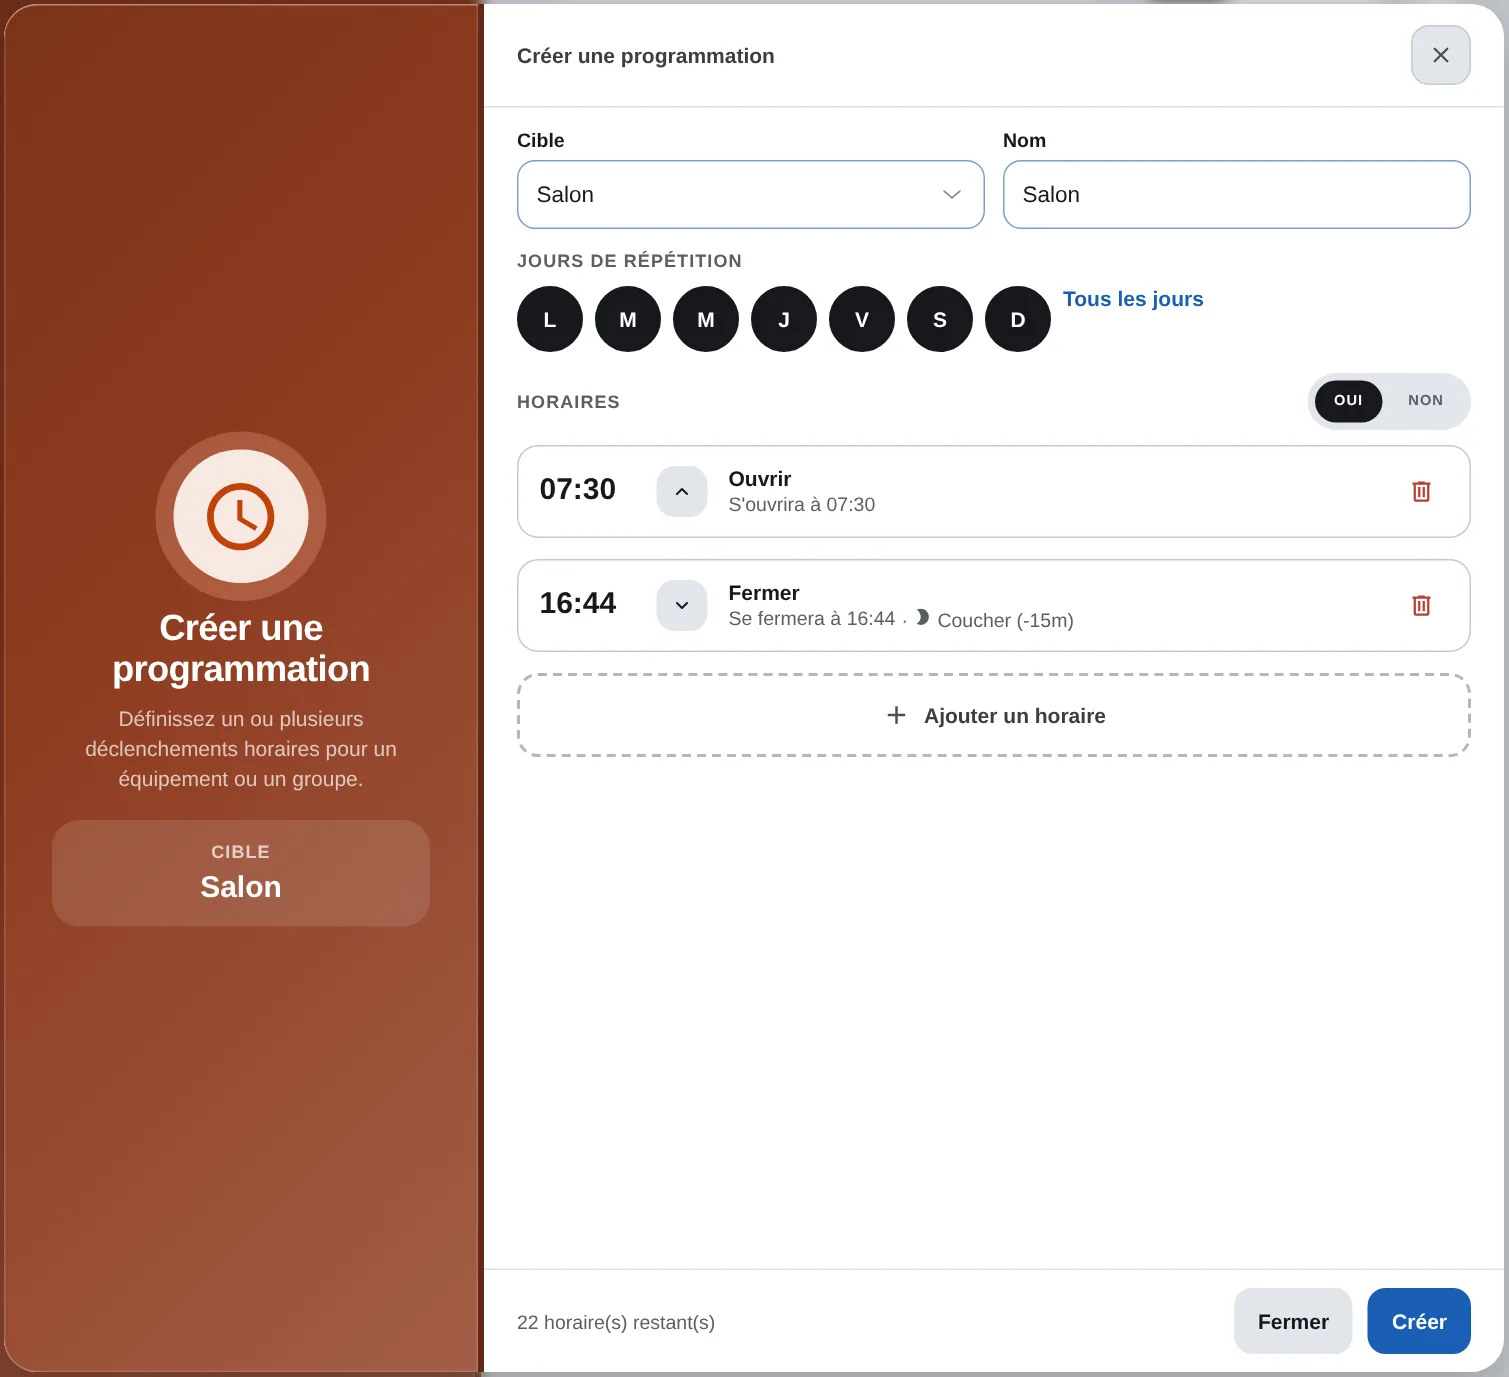 Créer une
programmation
Définissez un ou plusieurs
déclenchements horaires pour un
équipement ou un groupe.
CIBLE
Salon
Créer une programmation
Cible
Nom
Salon
Salon
JOURS DE RÉPÉTITION
L M M J V S D Tous les jours
HORAIRES
OUI NON
07:30
Ouvrir
S'ouvrira à 07:30
16:44
Fermer
Se fermera à 16:44 · Coucher (-15m)
Ajouter un horaire
22 horaire(s) restant(s)
Fermer
Créer